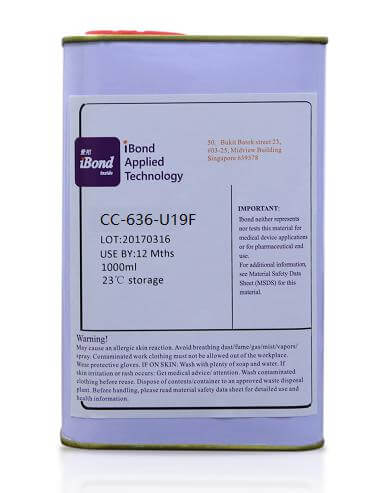 爱邦
iBond
Inside
iBond
Applied
Technology
50, Bukit Batok street 23,
#03-25, Midview Building
Singapore 659578
CC-636-U19F
LOT:20170316
USE BY:12 Mths
1000ml
23℃ storage
IMPORTANT:
Ibond neither represents
nor tests this material for
medical device applications
or for pharmaceutical end
use.
For additional information,
see Material Safety Data
Sheet (MSDS) for this
material.
Warning!
May cause an allergic skin reaction. Avoid breathing dust/fume/gas/mist/vapors/
spray. Contaminated work clothing must not be allowed out of the workplace.
Wear protective gloves. IF ON SKIN: Wash with plenty of soap and water. If
skin irritation or rash occurs: Get medical advice/ attention. Wash contaminated
clothing before reuse. Dispose of contents/container to an approved waste disposal
plant. Before handling, please read material safety data sheet for detailed use and
health information.